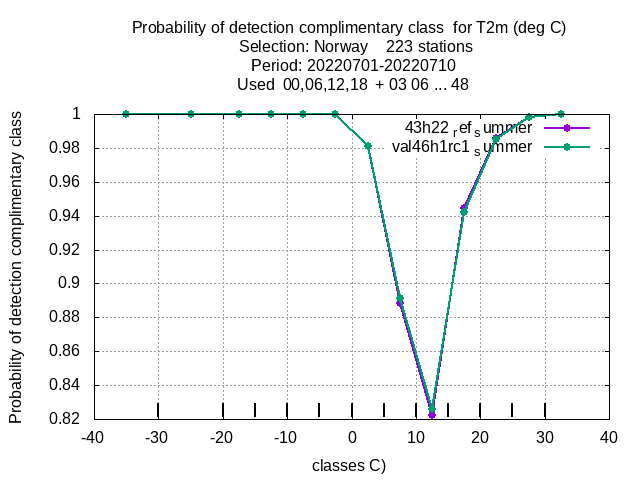 Probability of detection complimentary class  for T2m (deg C)
Selection: Norway    223 stations
Period: 20220701-20220710
Used  00,06,12,18  + 03 06 ... 48
Probability of detection complimentary class
1
0.98
0.96
0.94
0.92
0.9
0.88
0.86
0.84
0.82
43h22 ref summer
val46h1rc1 summer
-40 -30 -20 -10 0 10 20 30 40
classes C)